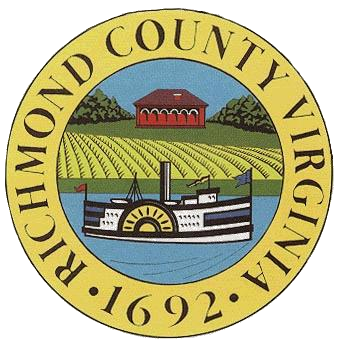 RICHMOND COUNTY VIRGINIA
· 1692 ·